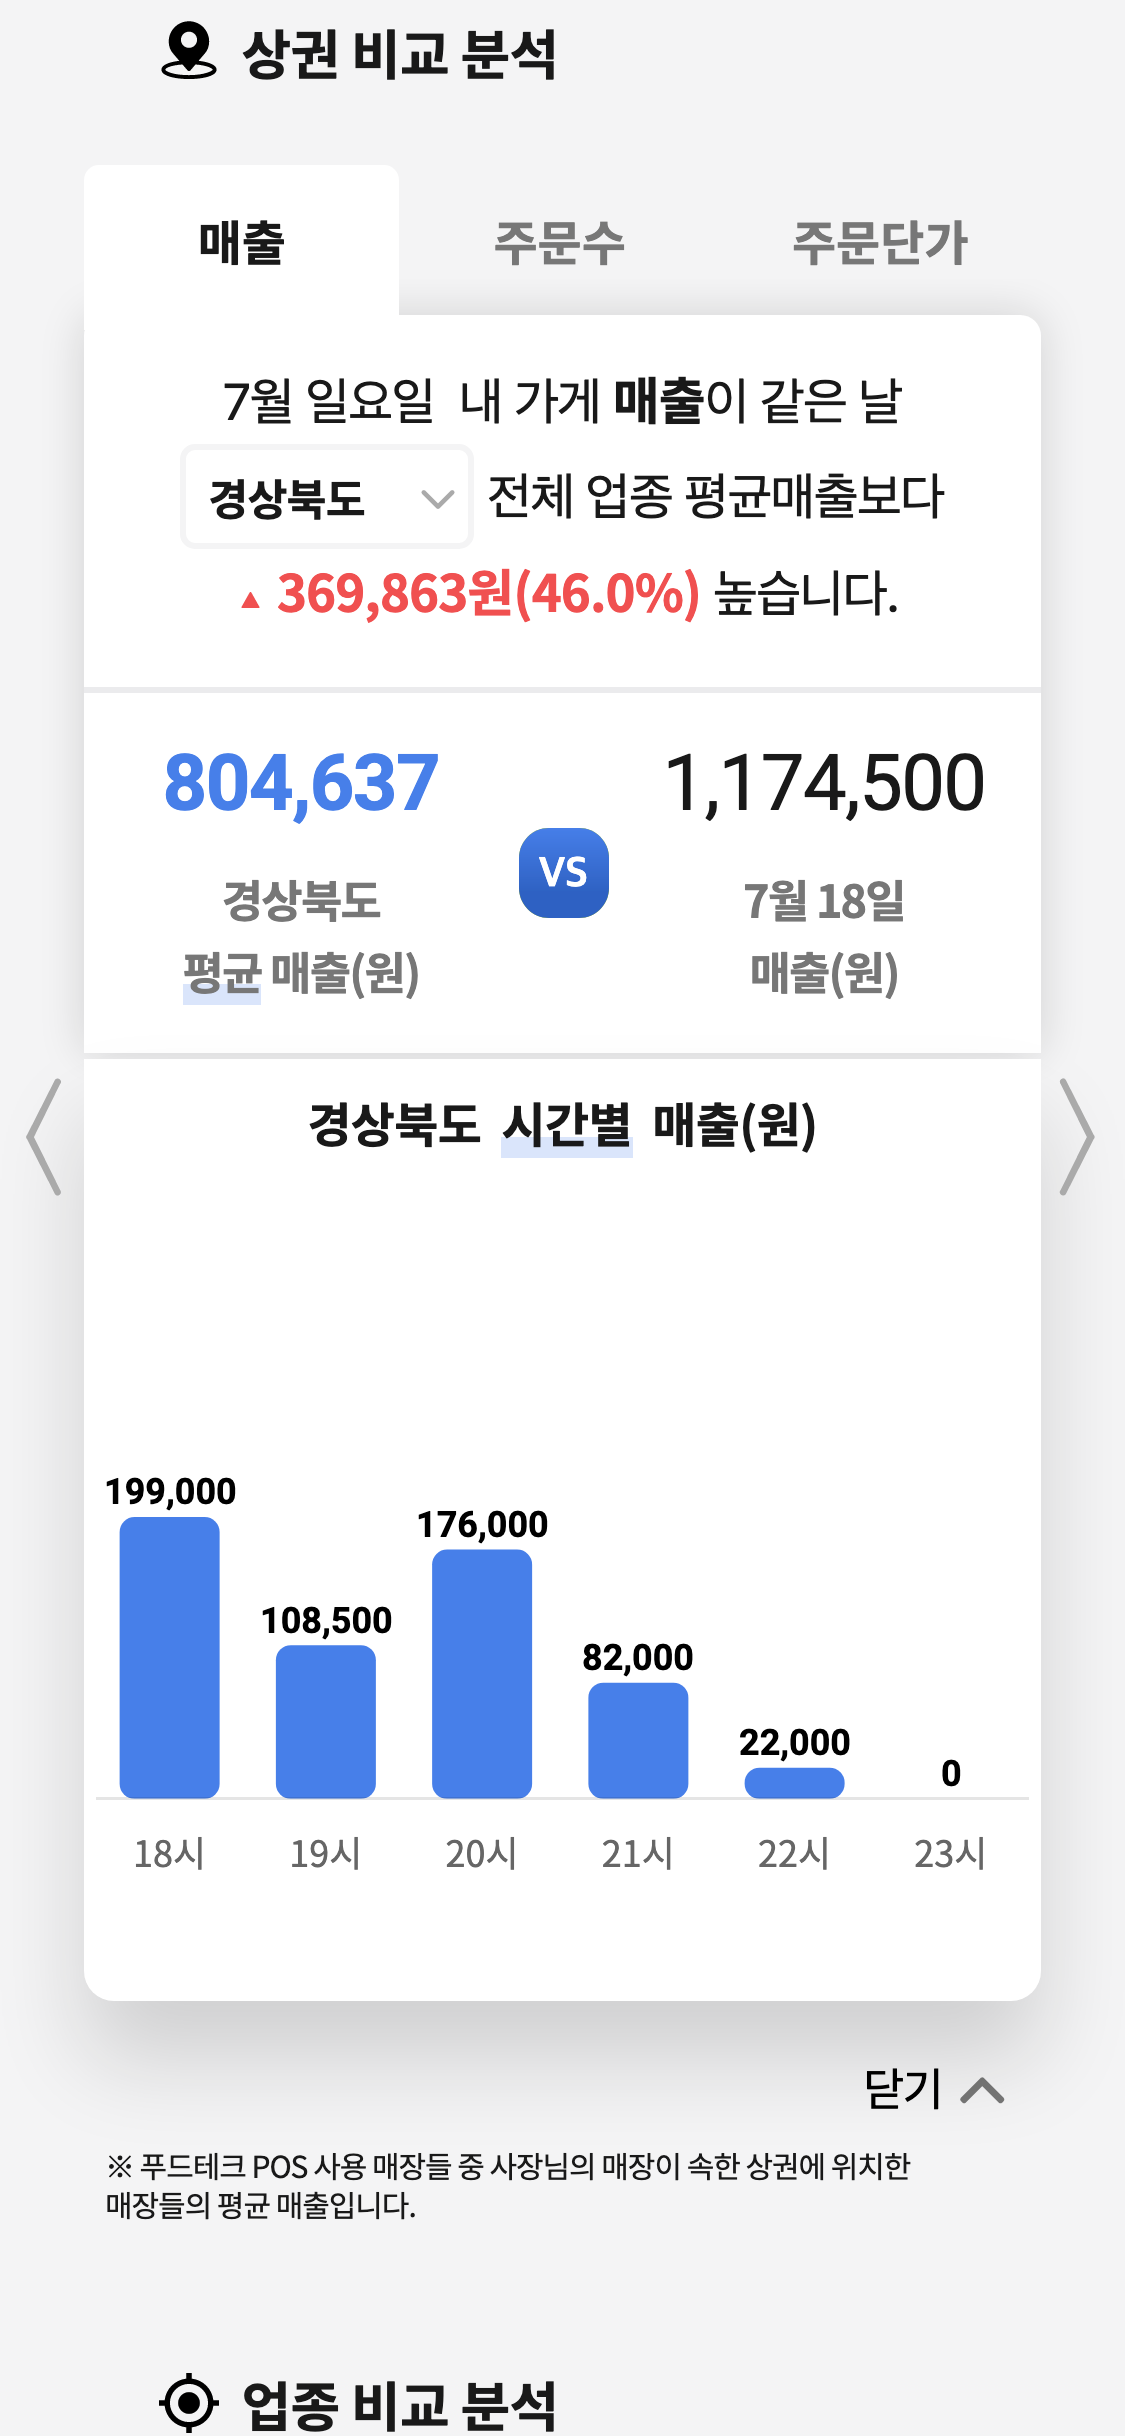 상권 비교 분석
매출 주문수 주문단가
7월 일요일 내 가게 매출이 같은 날
경상북도 전체 업종 평균매출보다
▲ 369,863원(46.0%) 높습니다.
804,637 1,174,500
VS
경상북도 7월 18일
평균 매출(원) 매출(원)
경상북도 시간별 매출(원)
199,000
176,000
108,500
82,000
22,000
0
18시 19시 20시 21시 22시 23시
닫기
※ 푸드테크 POS 사용 매장들 중 사장님의 매장이 속한 상권에 위치한
매장들의 평균 매출입니다.
업종 비교 분석